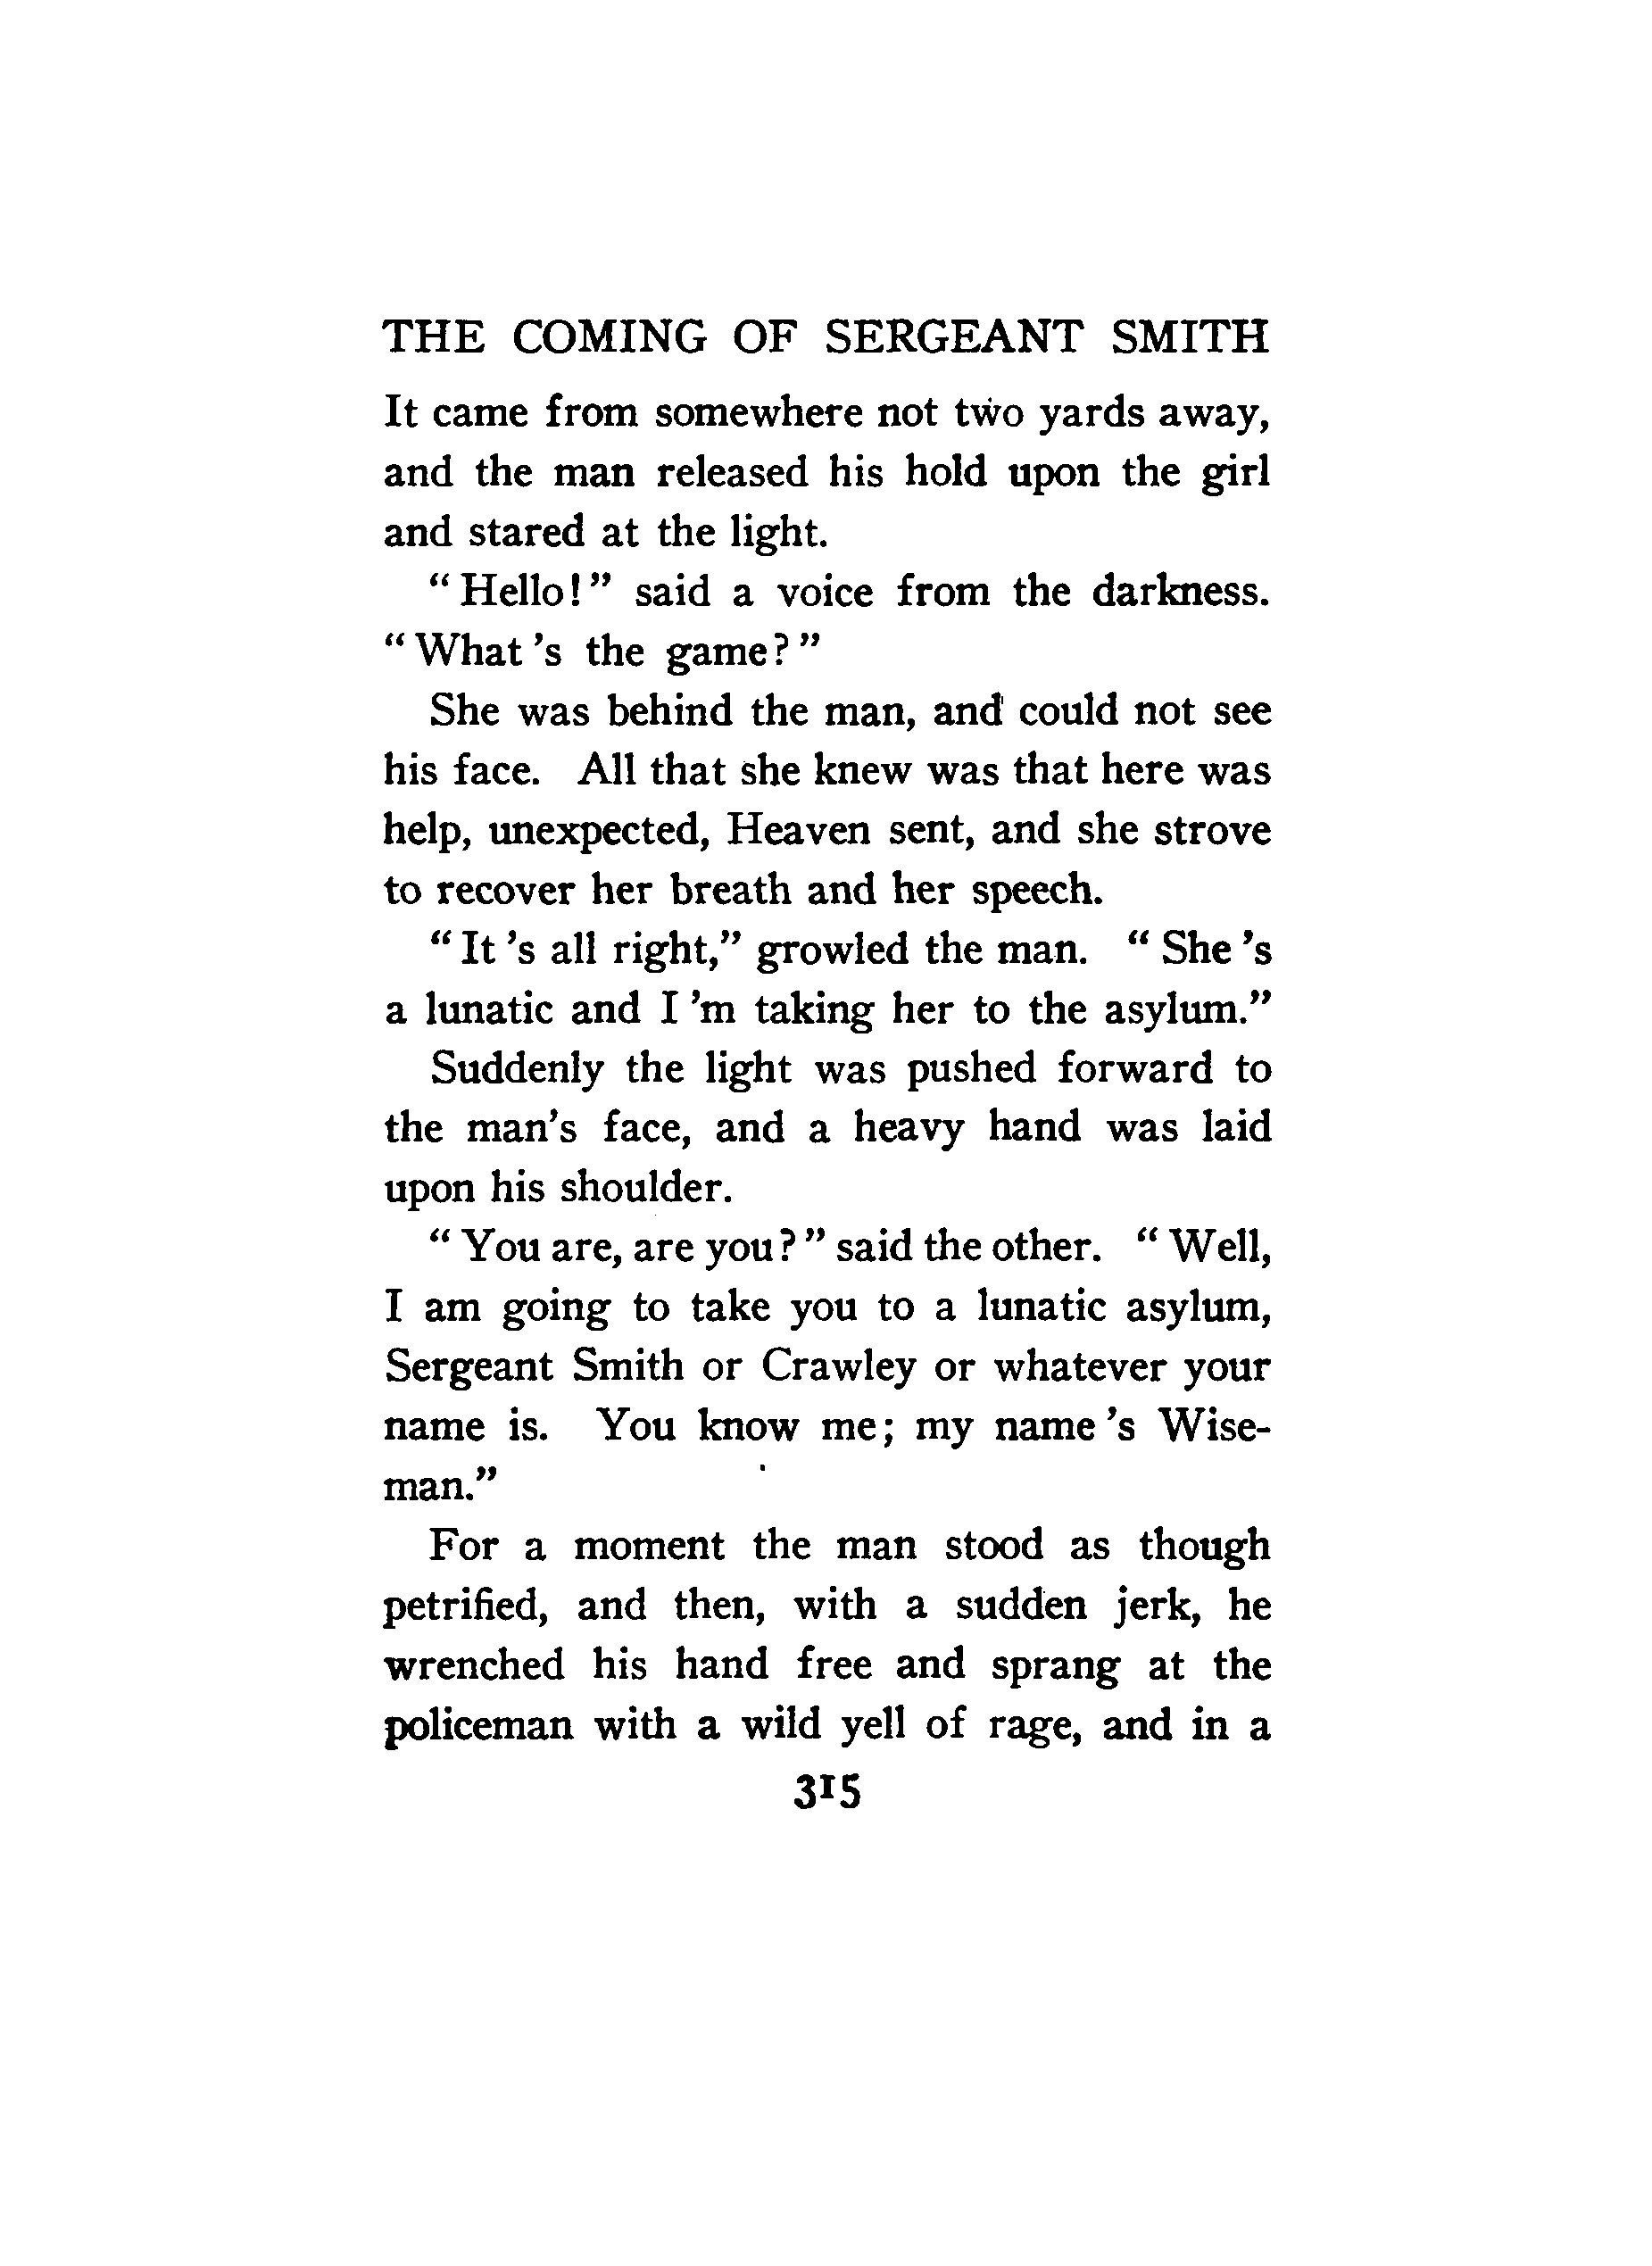 THE COMING OF SERGEANT SMITH
It came from somewhere not two yards away,
and the man released his hold upon the girl
and stared at the light.
“Hello!” said a voice from the darkness.
“What’s the game?”
She was behind the man, and could not see
his face. All that she knew was that here was
help, unexpected, Heaven sent, and she strove
to recover her breath and her speech.
“It’s all right,” growled the man. “She’s
a lunatic and I’m taking her to the asylum.”
Suddenly the light was pushed forward to
the man’s face, and a heavy hand was laid
upon his shoulder.
“You are, are you?” said the other. “Well,
I am going to take you to a lunatic asylum,
Sergeant Smith or Crawley or whatever your
name is. You know me; my name’s Wise-
man.”
For a moment the man stood as though
petrified, and then, with a sudden jerk, he
wrenched his hand free and sprang at the
policeman with a wild yell of rage, and in a
315